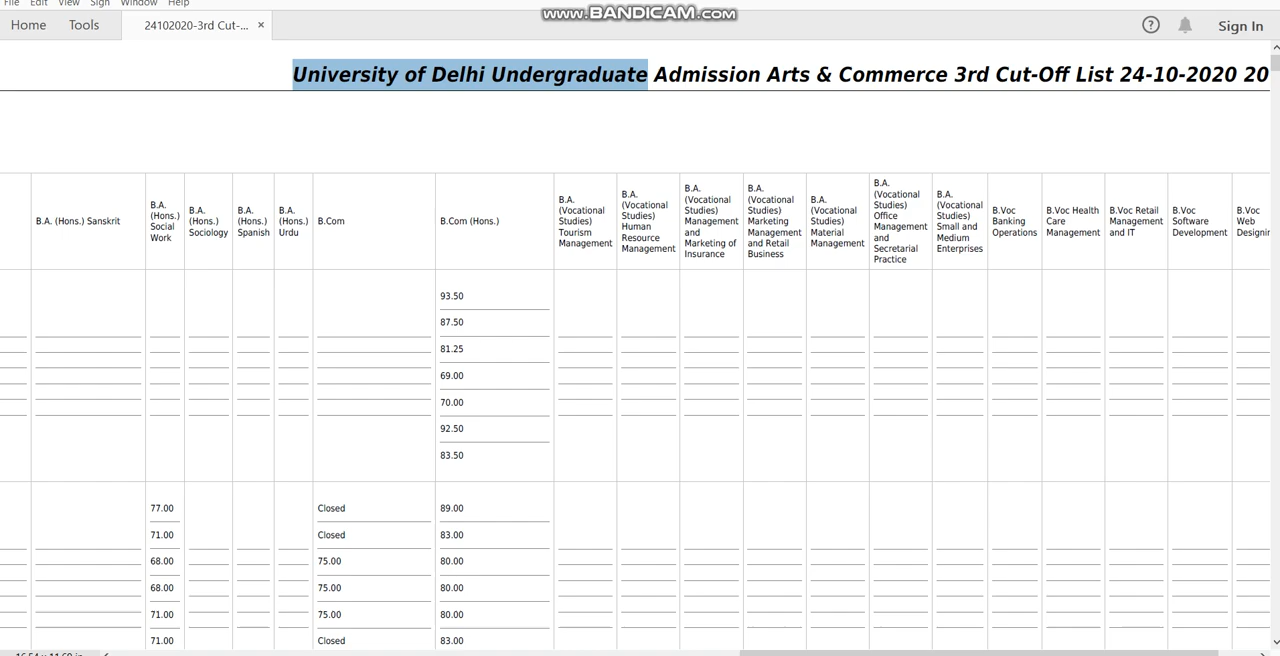 File Edit View Sign Window Help
www.BANDICAM.com
Home Tools 24102020-3rd Cut-... × Sign In
University of Delhi Undergraduate Admission Arts & Commerce 3rd Cut-Off List 24-10-2020 20
B.A. (Hons.) Sanskrit
B.A.
(Hons.)
Social
Work
B.A.
(Hons.)
Sociology
B.A.
(Hons.)
Spanish
B.A.
(Hons.)
Urdu
B.Com
B.Com (Hons.)
B.A.
(Vocational
Studies)
Tourism
Management
B.A.
(Vocational
Studies)
Human
Resource
Management
B.A.
(Vocational
Studies)
Management
and
Marketing of
Insurance
B.A.
(Vocational
Studies)
Marketing
Management
and Retail
Business
B.A.
(Vocational
Studies)
Material
Management
B.A.
(Vocational
Studies)
Office
Management
and
Secretarial
Practice
B.A.
(Vocational
Studies)
Small and
Medium
Enterprises
B.Voc
Banking
Operations
B.Voc Health
Care
Management
B.Voc Retail
Management
and IT
B.Voc
Software
Development
B.Voc
Web
Designin
93.50
87.50
81.25
69.00
70.00
92.50
83.50
77.00 Closed 89.00
71.00 Closed 83.00
68.00 75.00 80.00
68.00 75.00 80.00
71.00 75.00 80.00
71.00 Closed 83.00